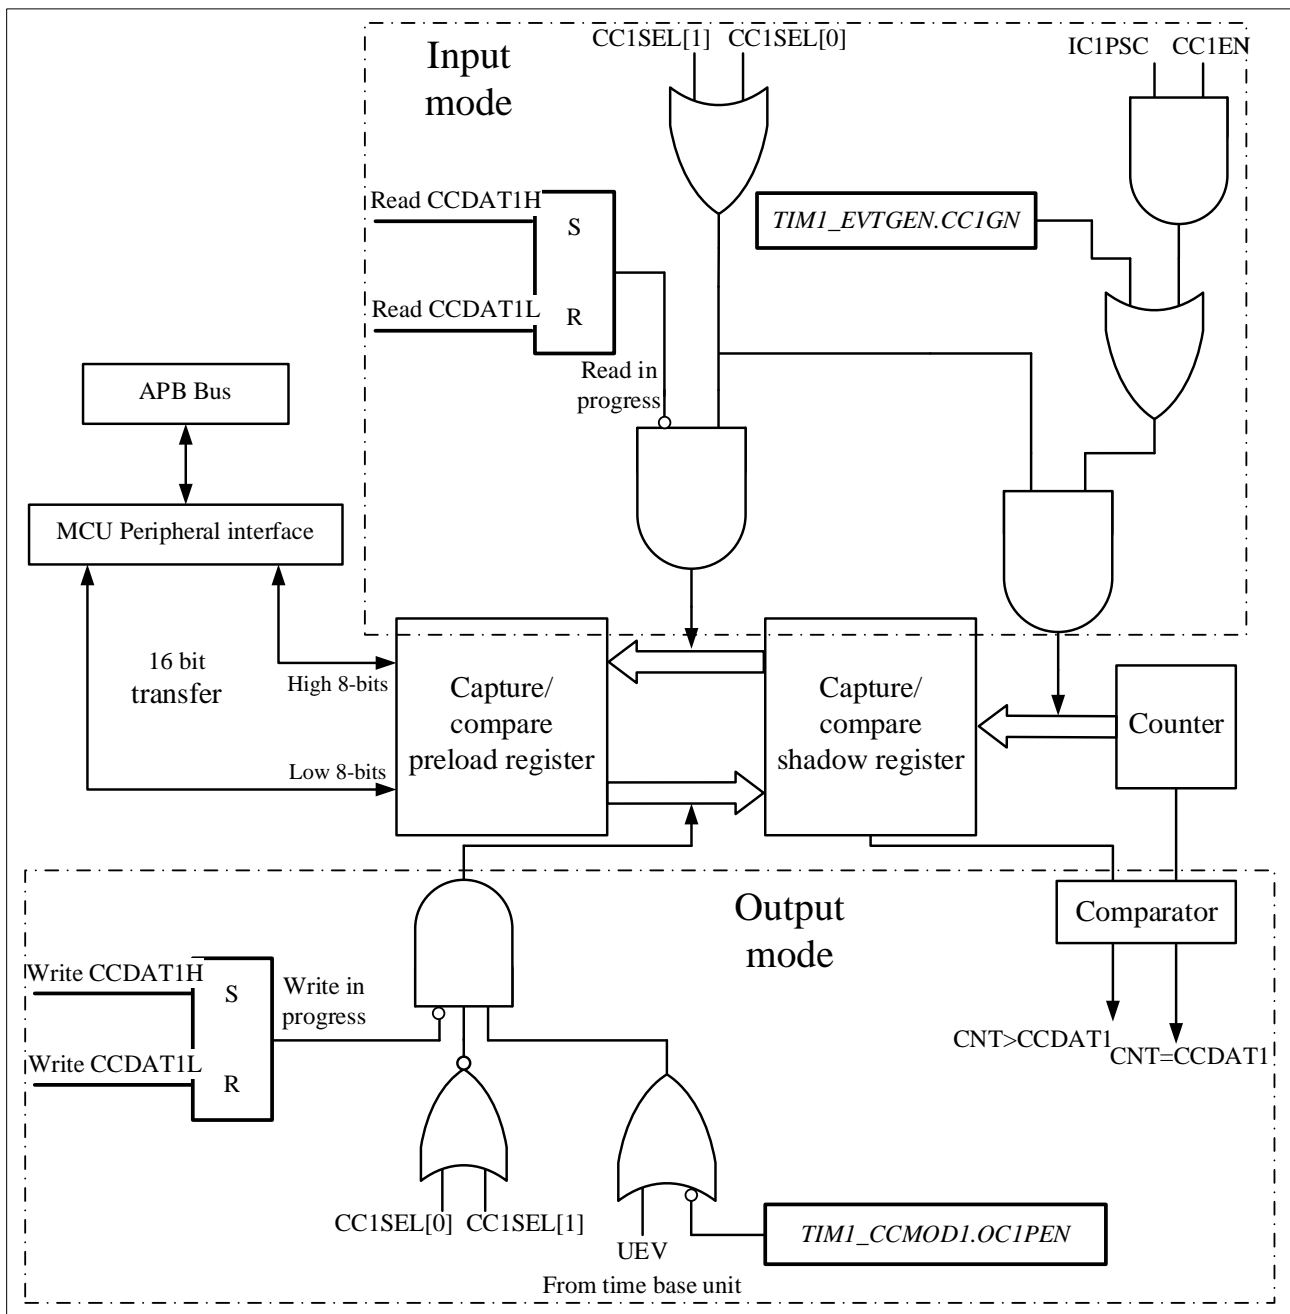 Input
mode
CC1SEL[1]
CC1SEL[0]
IC1PSC
CC1EN
Read CCDAT1H
S
TIM1_EVTGEN.CC1GN
Read CCDAT1L
R
Read in
progress
APB Bus
MCU Peripheral interface
16 bit
transfer
High 8-bits
Low 8-bits
Capture/
compare
preload register
Capture/
compare
shadow register
Counter
Output
mode
Comparator
Write CCDAT1H
S
Write in
progress
Write CCDAT1L
R
CNT>CCDAT1
CNT=CCDAT1
CC1SEL[0]
CC1SEL[1]
UEV
TIM1_CCMOD1.OC1PEN
From time base unit